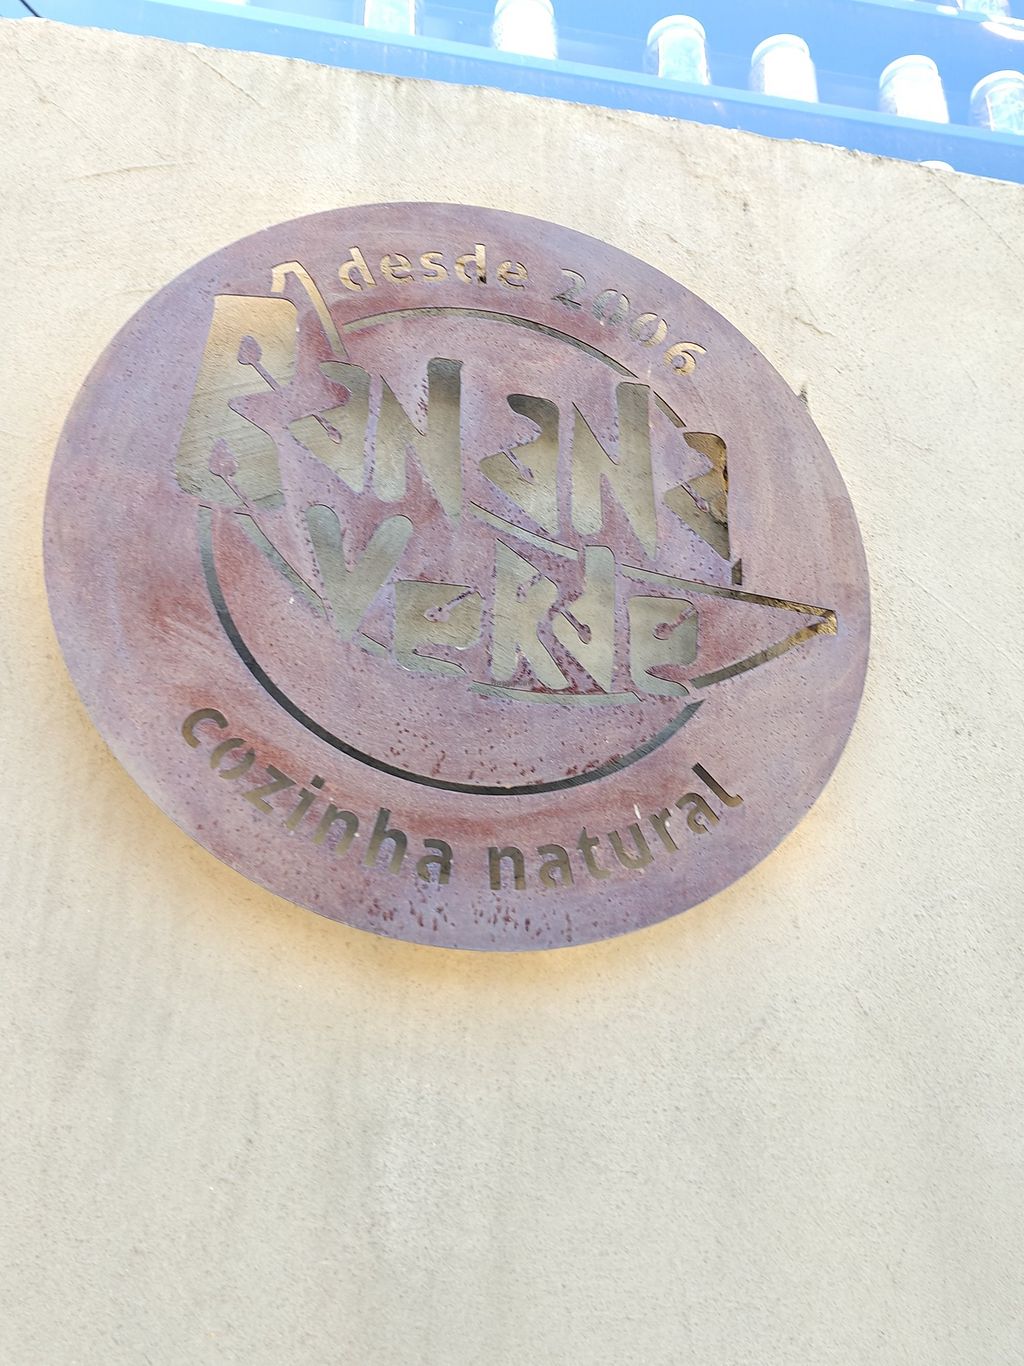 desde 2006
BaNaNa
VeRde
cozinha natural